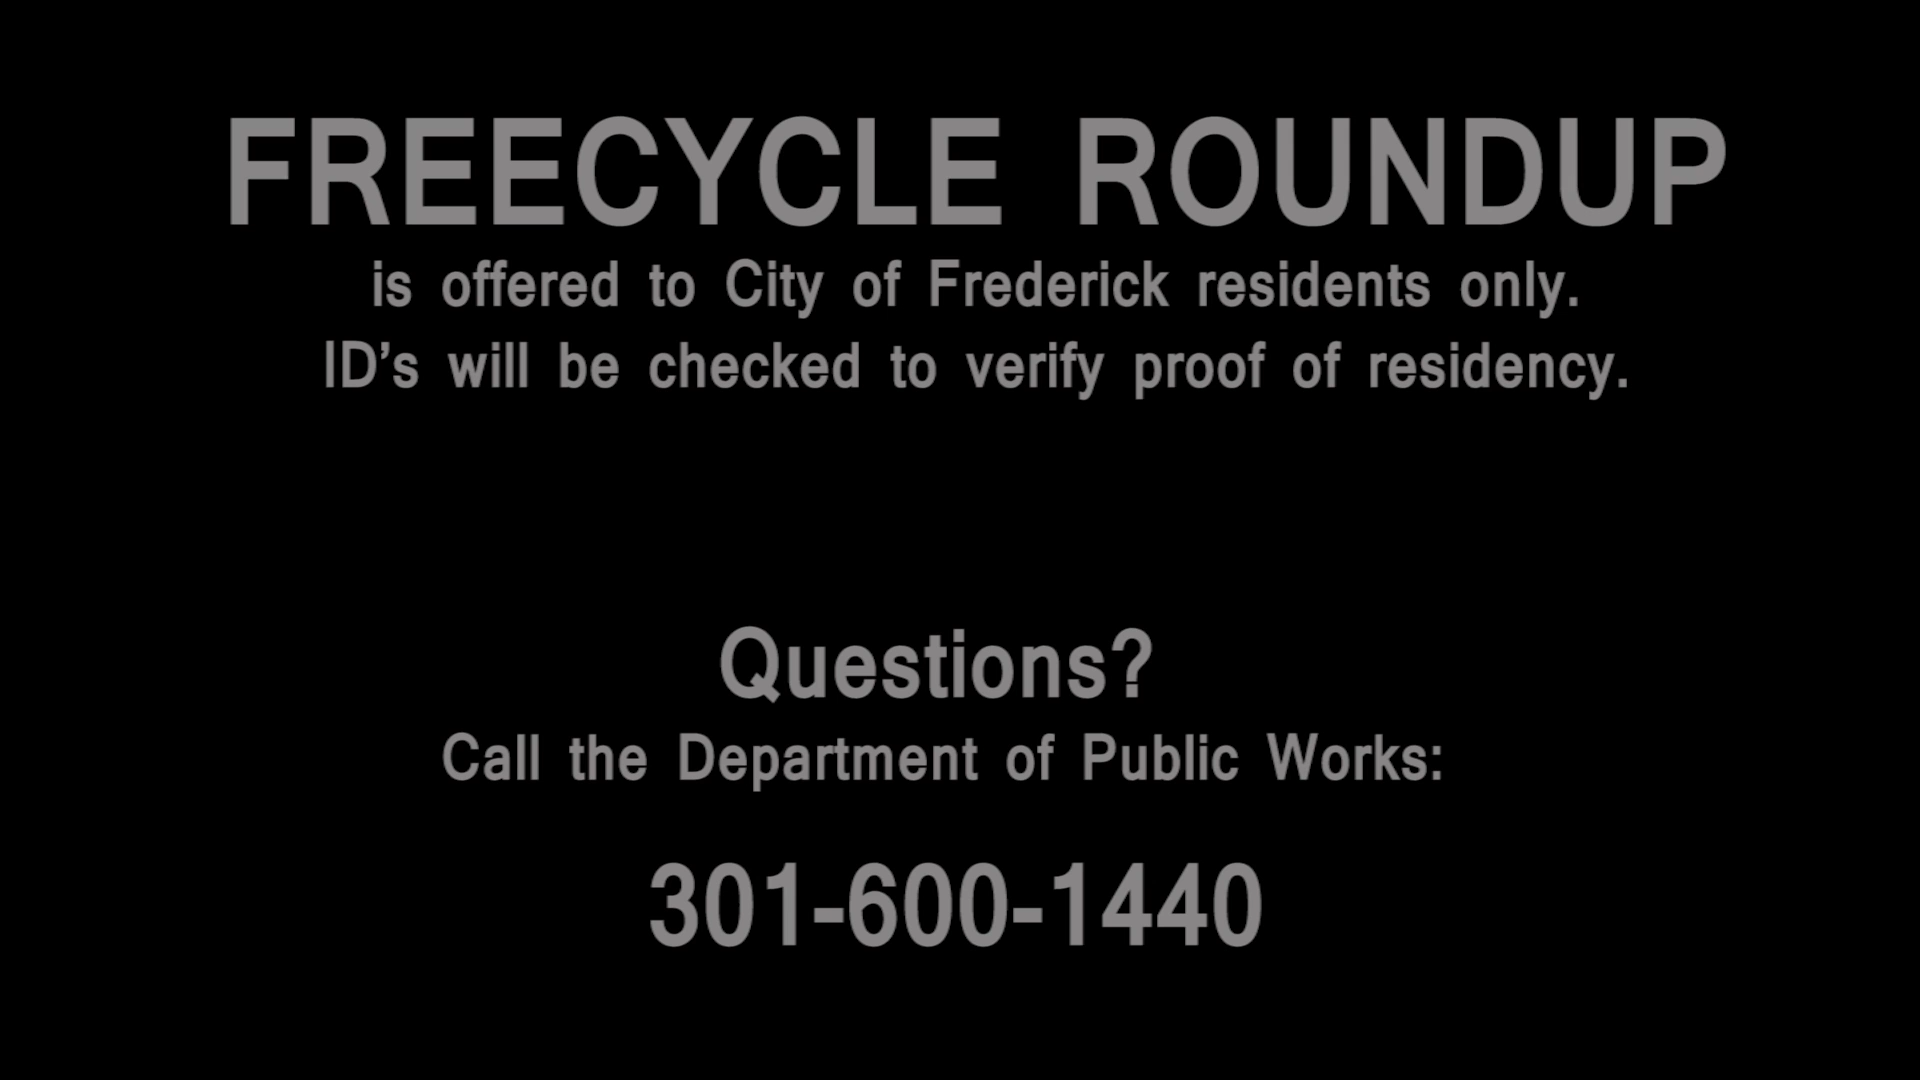 FREECYCLE ROUNDUP
is offered to City of Frederick residents only.
ID’s will be checked to verify proof of residency.
Questions?
Call the Department of Public Works:
301-600-1440